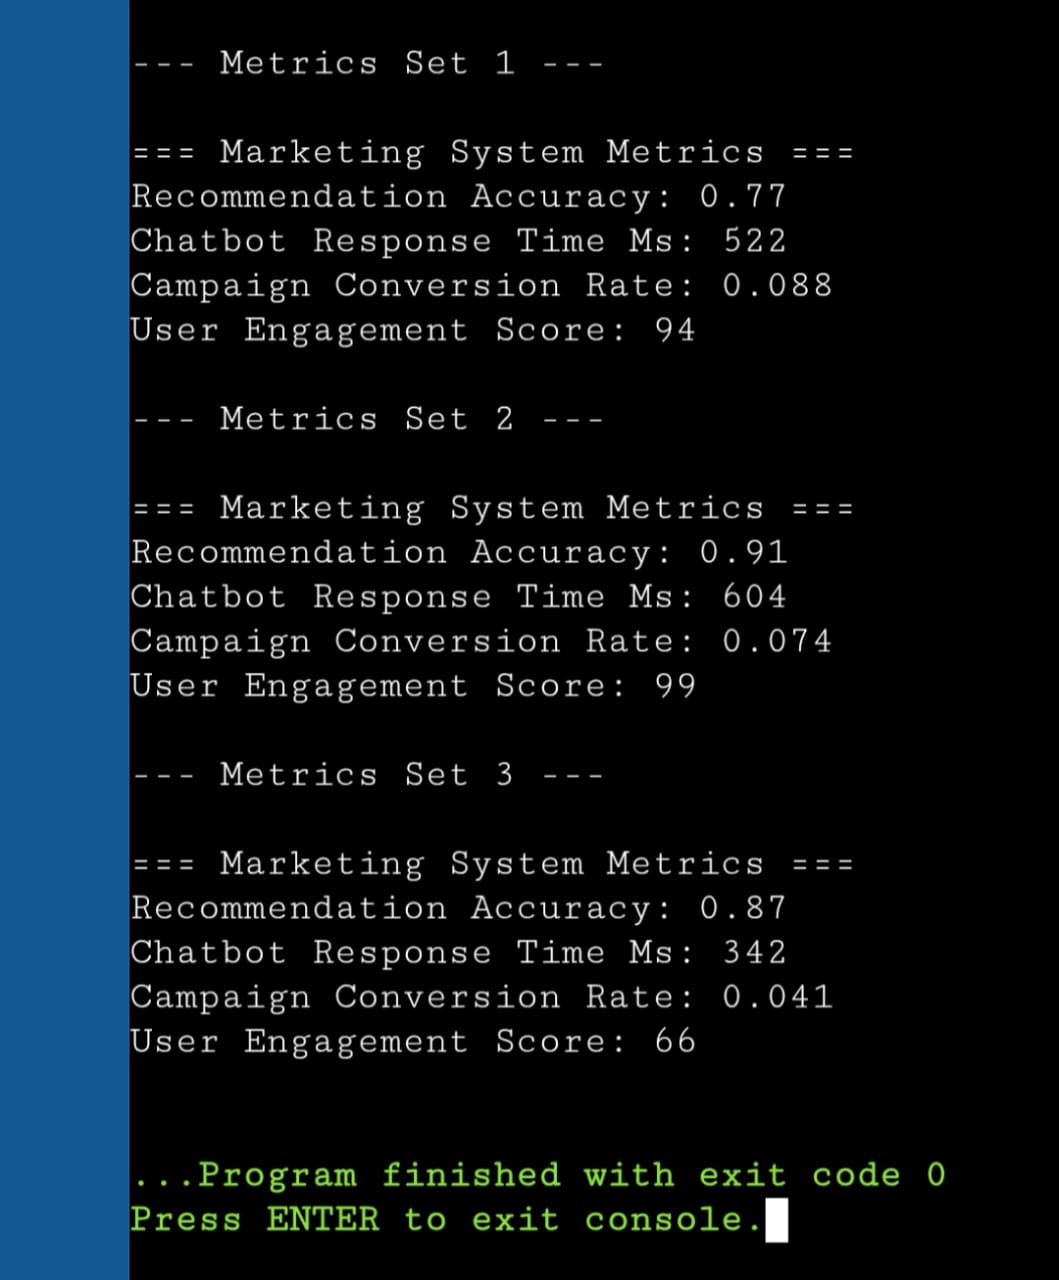 --- Metrics Set 1 ---
=== Marketing System Metrics ===
Recommendation Accuracy: 0.77
Chatbot Response Time Ms: 522
Campaign Conversion Rate: 0.088
User Engagement Score: 94
--- Metrics Set 2 ---
=== Marketing System Metrics ===
Recommendation Accuracy: 0.91
Chatbot Response Time Ms: 604
Campaign Conversion Rate: 0.074
User Engagement Score: 99
--- Metrics Set 3 ---
=== Marketing System Metrics ===
Recommendation Accuracy: 0.87
Chatbot Response Time Ms: 342
Campaign Conversion Rate: 0.041
User Engagement Score: 66
...Program finished with exit code 0
Press ENTER to exit console.